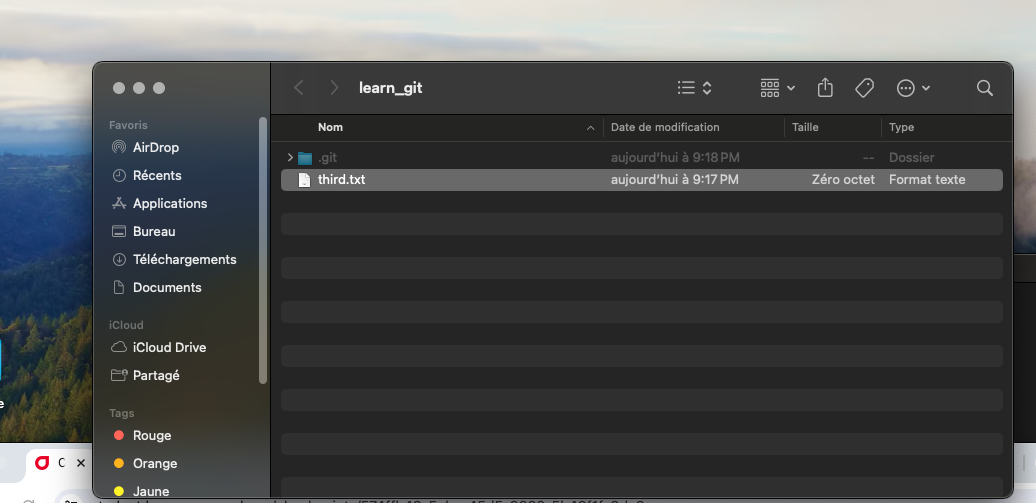 learn_git
Favoris
AirDrop
Récents
Applications
Bureau
Téléchargements
Documents
iCloud
iCloud Drive
Partagé
Tags
Rouge
Orange
Jaune
Nom Date de modification Taille Type
.git aujourd'hui à 9:18 PM -- Dossier
third.txt aujourd'hui à 9:17 PM Zéro octet Format texte
e
C